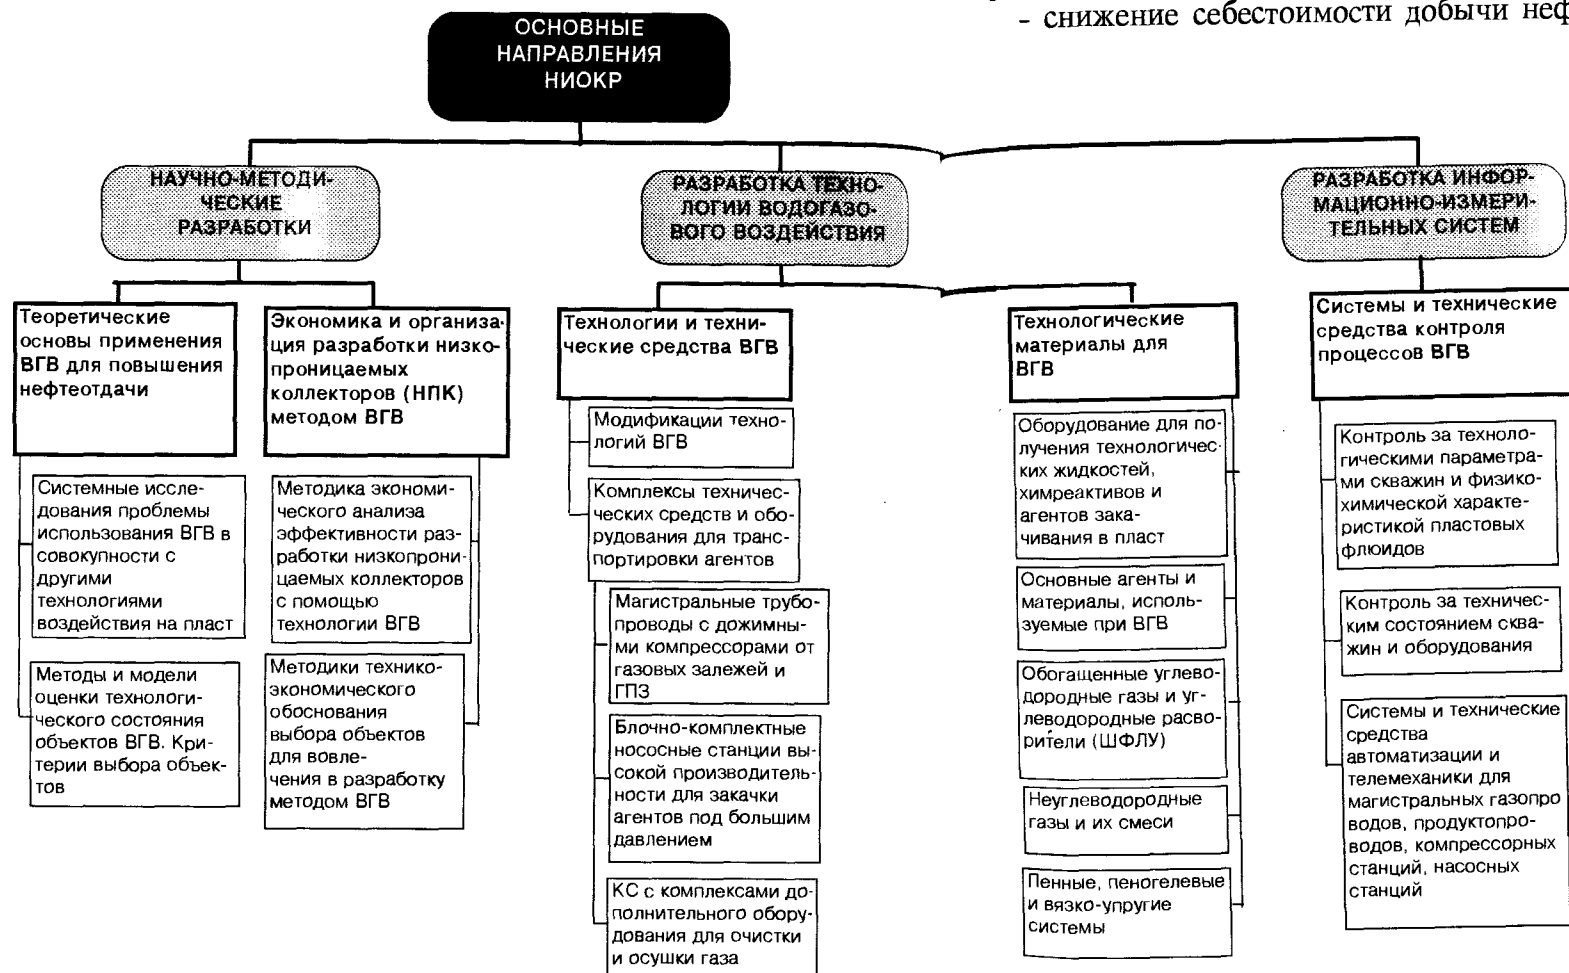 - снижение себестоимости добычи неф
ОСНОВНЫЕ
НАПРАВЛЕНИЯ
НИОКР
НАУЧНО-МЕТОДИ-
ЧЕСКИЕ
РАЗРАБОТКИ
РАЗРАБОТКА ТЕХНО-
ЛОГИИ ВОДОГАЗО-
ВОГО ВОЗДЕЙСТВИЯ
РАЗРАБОТКА ИНФОР-
МАЦИОННО-ИЗМЕРИ-
ТЕЛЬНЫХ СИСТЕМ
Теоретические
основы применения
ВГВ для повышения
нефтеотдачи
Экономика и организа-
ция разработки низко-
проницаемых
коллекторов (НПК)
методом ВГВ
Технологии и техни-
ческие средства ВГВ
Технологические
материалы для
ВГВ
Системы и технические
средства контроля
процессов ВГВ
Системные иссле-
дования проблемы
использования ВГВ в
совокупности с
другими
технологиями
воздействия на пласт
Методы и модели
оценки технологи-
ческого состояния
объектов ВГВ. Кри-
терии выбора объек-
тов
Методика экономи-
ческого анализа
эффективности раз-
работки низкопрони-
цаемых коллекторов
с помощью
технологии ВГВ
Методики технико-
экономического
обоснования
выбора объектов
для вовле-
чения в разработку
методом ВГВ
Модификации техно-
логий ВГВ
Комплексы техничес-
ческих средств и обо-
рудования для транс-
портировки агентов
Магистральные трубо-
проводы с дожимны-
ми компрессорами от
газовых залежей и
ГПЗ
Блочно-комплектные
нососные станции вы-
сокой производитель-
ности для закачки
агентов под большим
давлением
КС с комплексами до-
полнительного обору-
дования для очистки
и осушки газа
Оборудование для по-
лучения технологичес-
ких жидкостей,
химреактивов и
агентов зака-
чивания в пласт
Основные агенты и
материалы, исполь-
зуемые при ВГВ
Обогащенные углево-
дородные газы и уг-
леводородные расво-
рители (ШФЛУ)
Неуглеводородные
газы и их смеси
Пенные, пеногелевые
и вязко-упругие
системы
Контроль за техноло-
гическими параметра-
ми скважин и физико-
химической характе-
ристикой пластовых
флюидов
Контроль за техничес-
ким состоянием сква-
жин и оборудования
Системы и технические
средства
автоматизации и
телемеханики для
магистральных газопро
водов, продуктопро-
водов, компрессорных
станций, насосных
станций